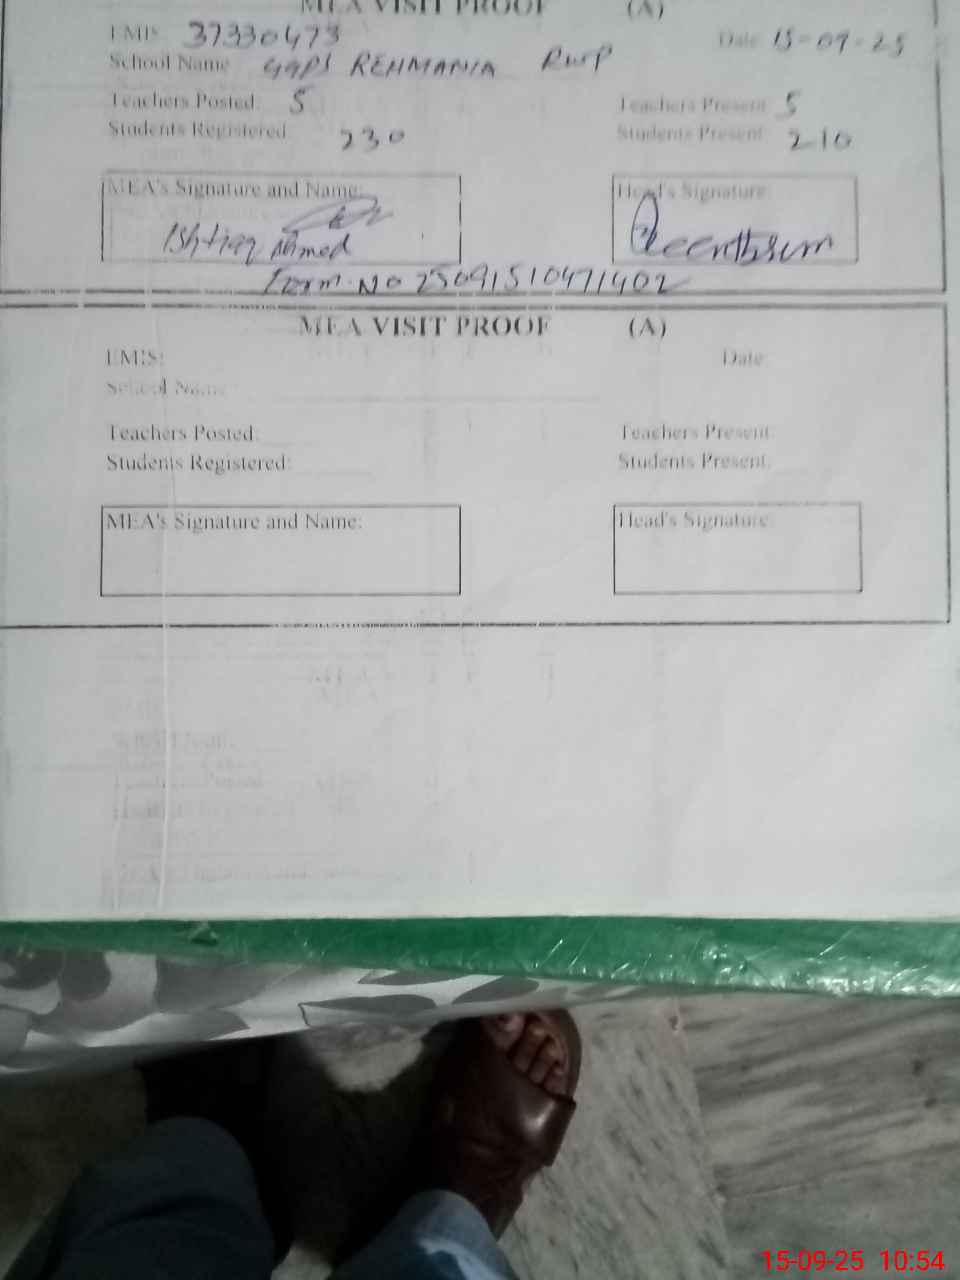 MEA VISIT PROOF (A)
EMIS 37330473 Date 15-09-25
School Name GGPS REHMANIA RWP
Teachers Posted: 5 Teachers Present 5
Students Registered: 230 Students Present 210
MEA's Signature and Name: Head's Signature:
Ishtiaq Ahmed
Form No 25091510471402
MEA VISIT PROOF (A)
EMIS: Date
School Name
Teachers Posted: Teachers Present:
Students Registered: Students Present:
MEA's Signature and Name: Head's Signature:
15-09-25 10:54